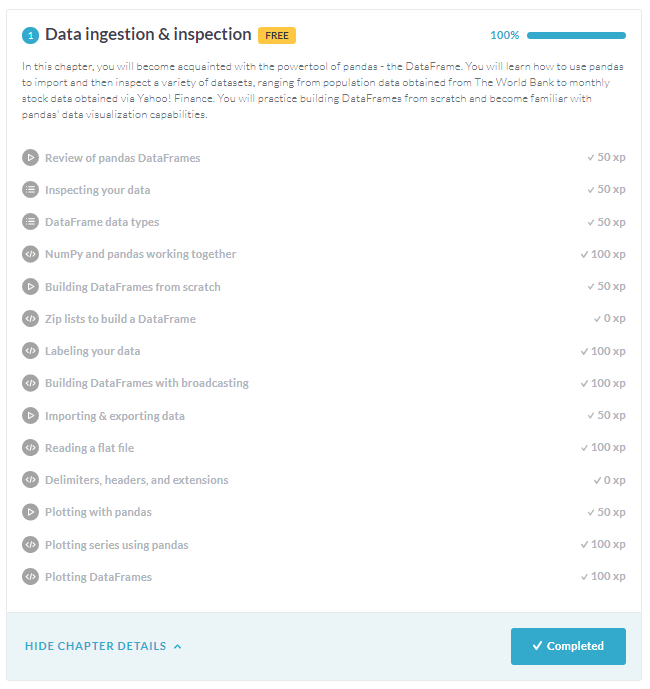 1 Data ingestion & inspection FREE 100%
In this chapter, you will become acquainted with the powertool of pandas - the DataFrame. You will learn how to use pandas
to import and then inspect a variety of datasets, ranging from population data obtained from The World Bank to monthly
stock data obtained via Yahoo! Finance. You will practice building DataFrames from scratch and become familiar with
pandas' data visualization capabilities.
Review of pandas DataFrames 50 xp
Inspecting your data 50 xp
DataFrame data types 50 xp
NumPy and pandas working together 100 xp
Building DataFrames from scratch 50 xp
Zip lists to build a DataFrame 0 xp
Labeling your data 100 xp
Building DataFrames with broadcasting 100 xp
Importing & exporting data 50 xp
Reading a flat file 100 xp
Delimiters, headers, and extensions 0 xp
Plotting with pandas 50 xp
Plotting series using pandas 100 xp
Plotting DataFrames 100 xp
HIDE CHAPTER DETAILS Completed